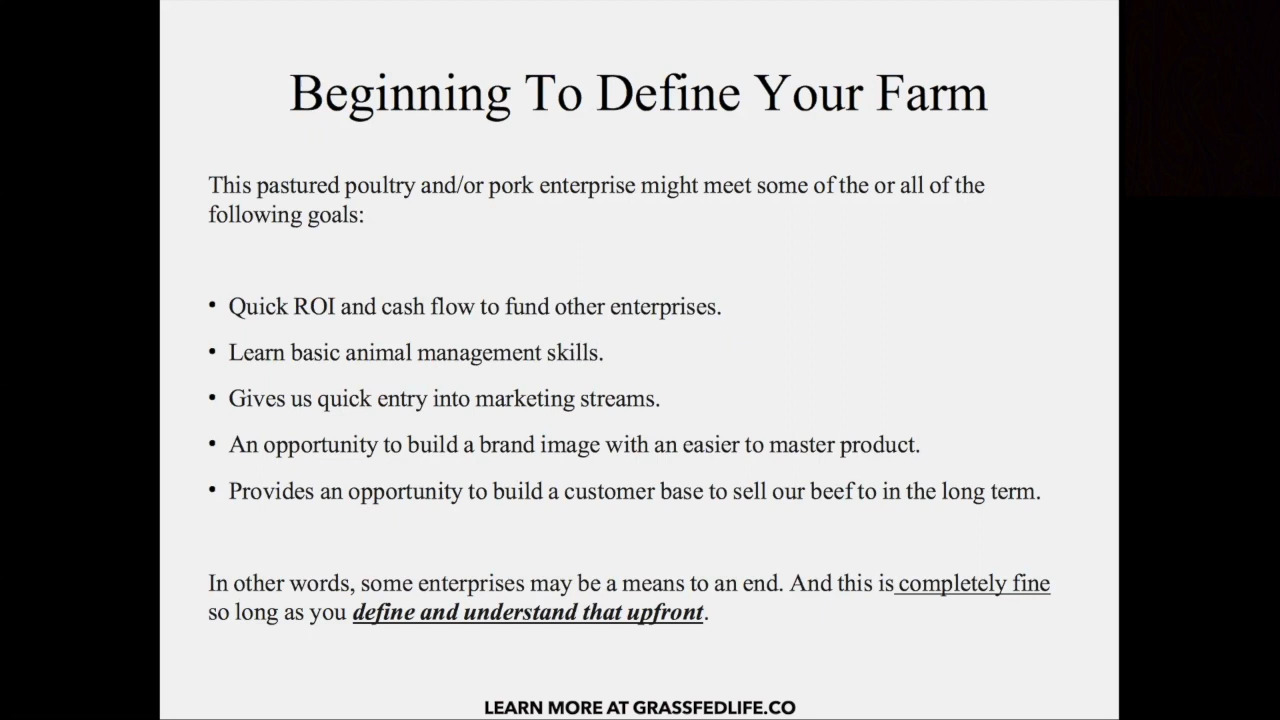 Beginning To Define Your Farm
This pastured poultry and/or pork enterprise might meet some of the or all of the
following goals:
• Quick ROI and cash flow to fund other enterprises.
• Learn basic animal management skills.
• Gives us quick entry into marketing streams.
• An opportunity to build a brand image with an easier to master product.
• Provides an opportunity to build a customer base to sell our beef to in the long term.
In other words, some enterprises may be a means to an end. And this is completely fine
so long as you define and understand that upfront.
LEARN MORE AT GRASSFEDLIFE.CO